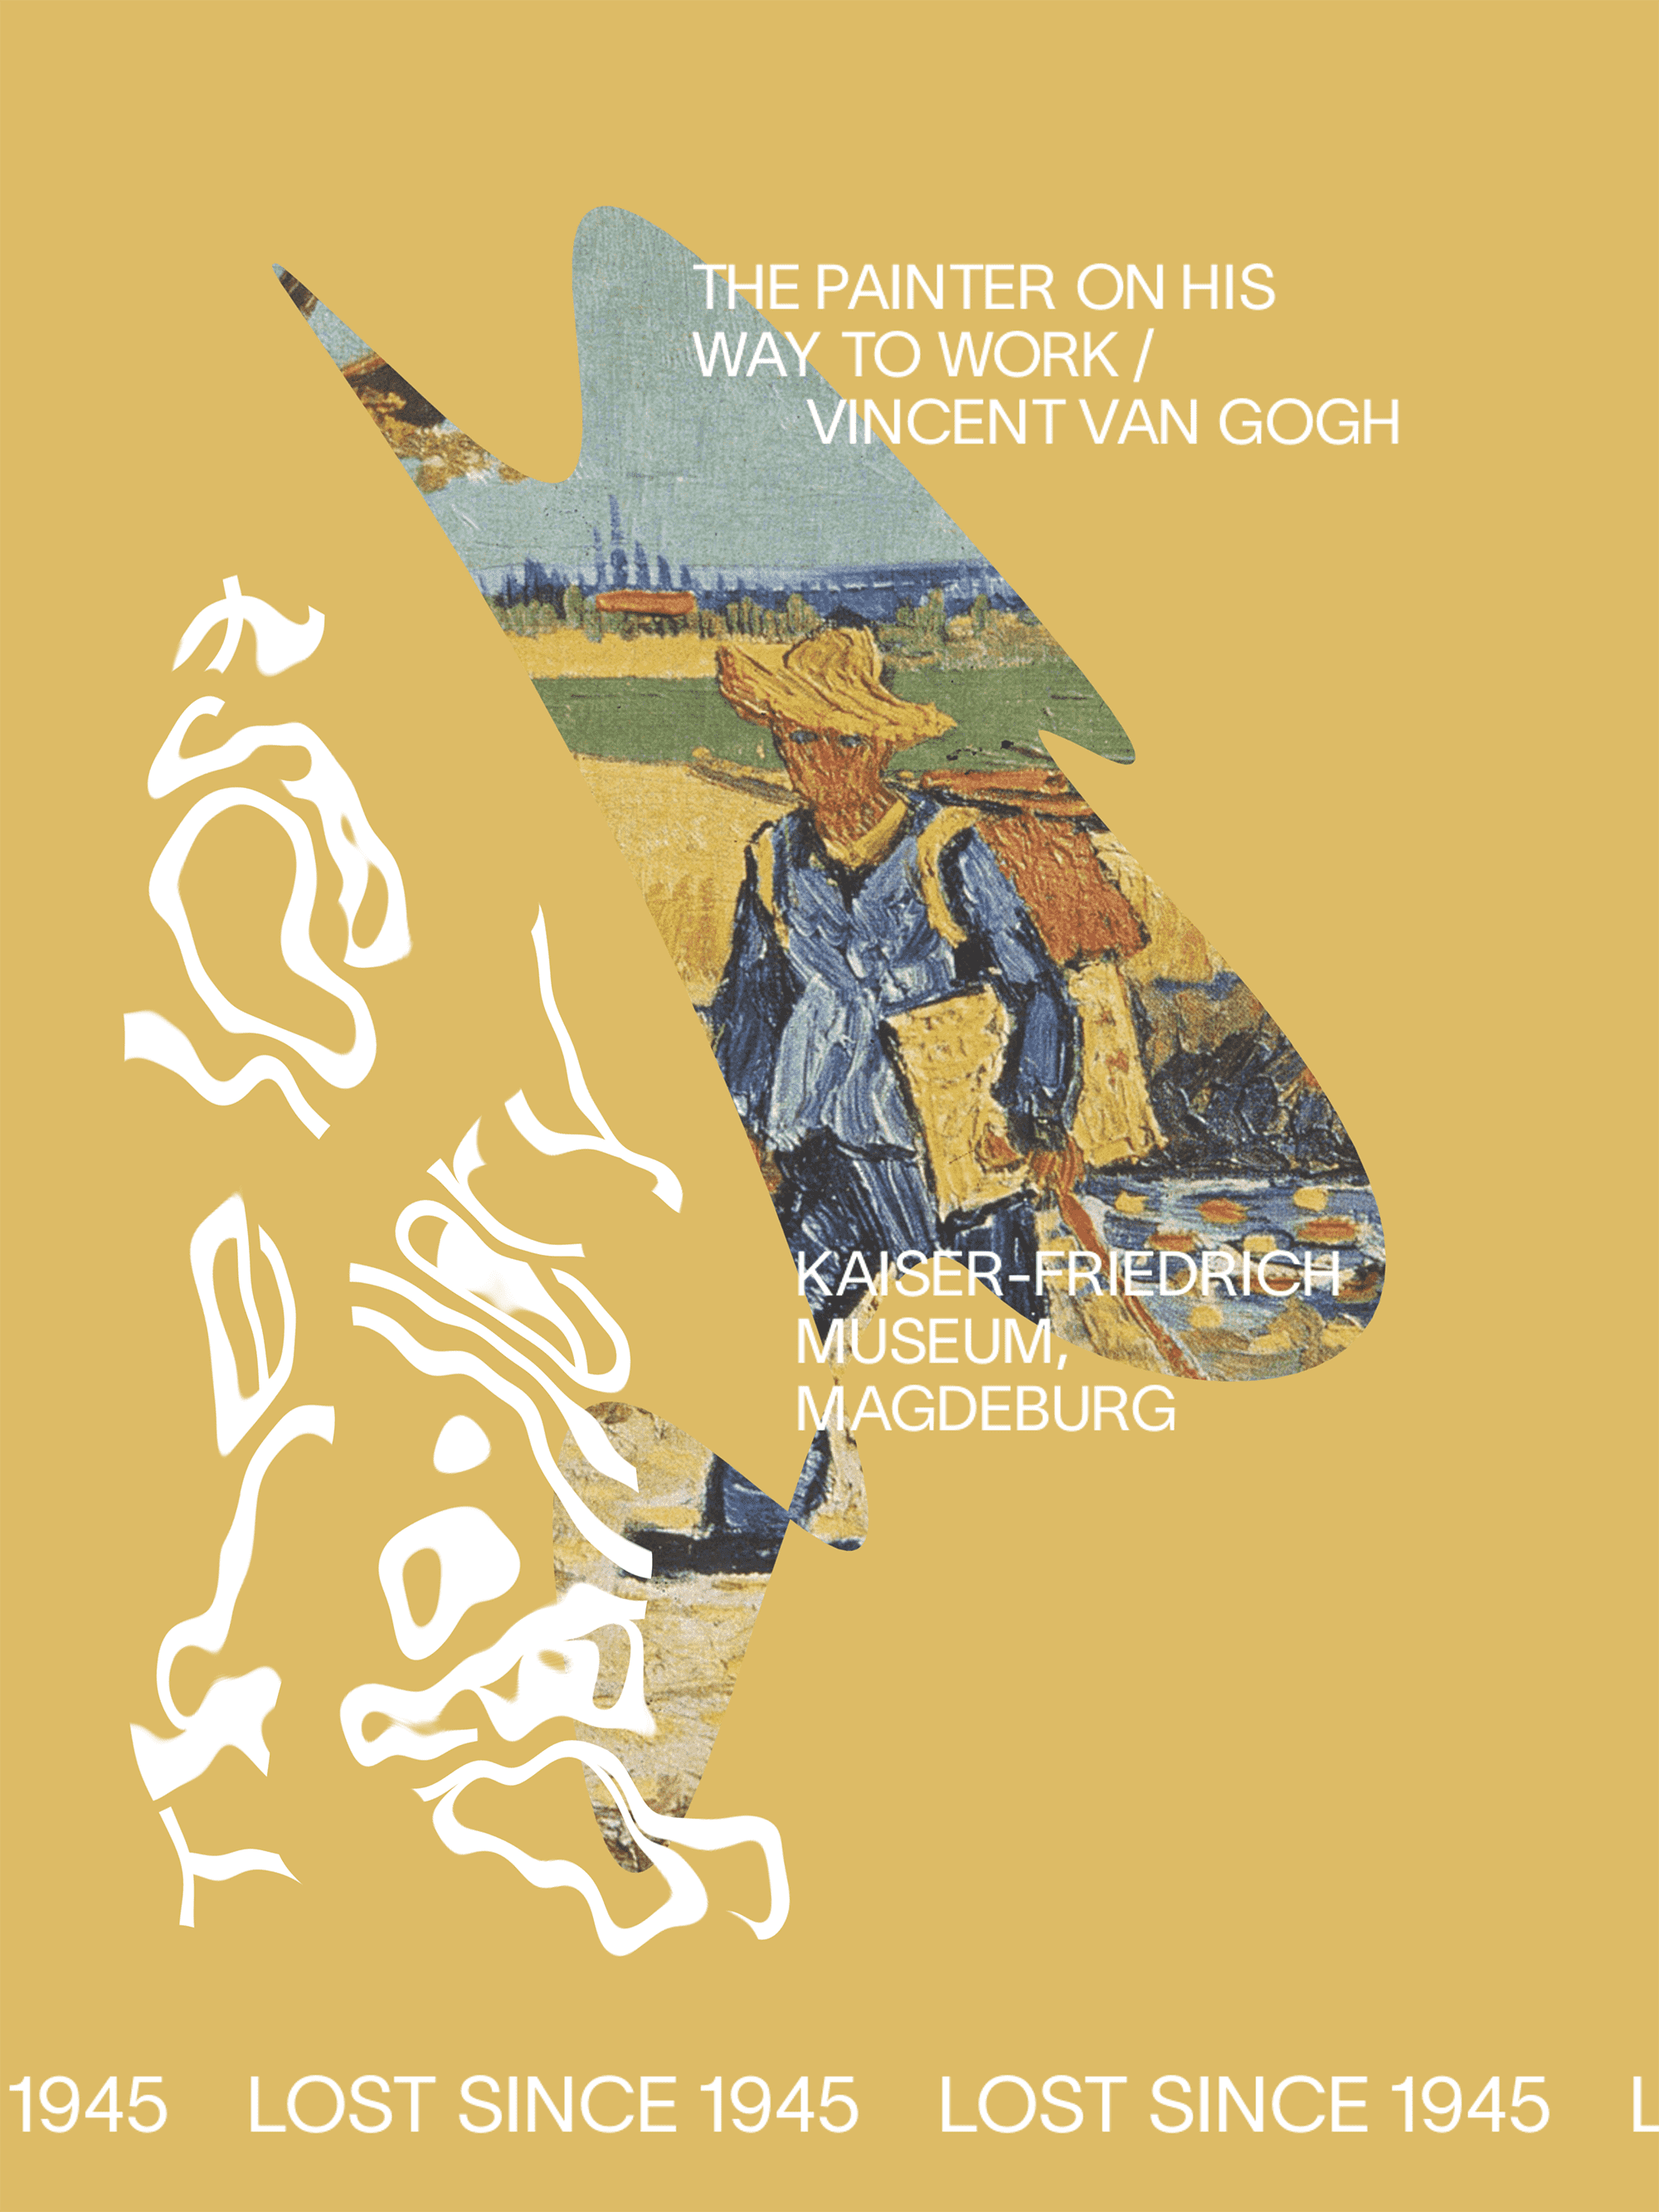 THE PAINTER ON HIS
WAY TO WORK /
VINCENT VAN GOGH
KAISER-FRIEDRICH
MUSEUM,
MAGDEBURG
1945 LOST SINCE 1945 LOST SINCE 1945 L